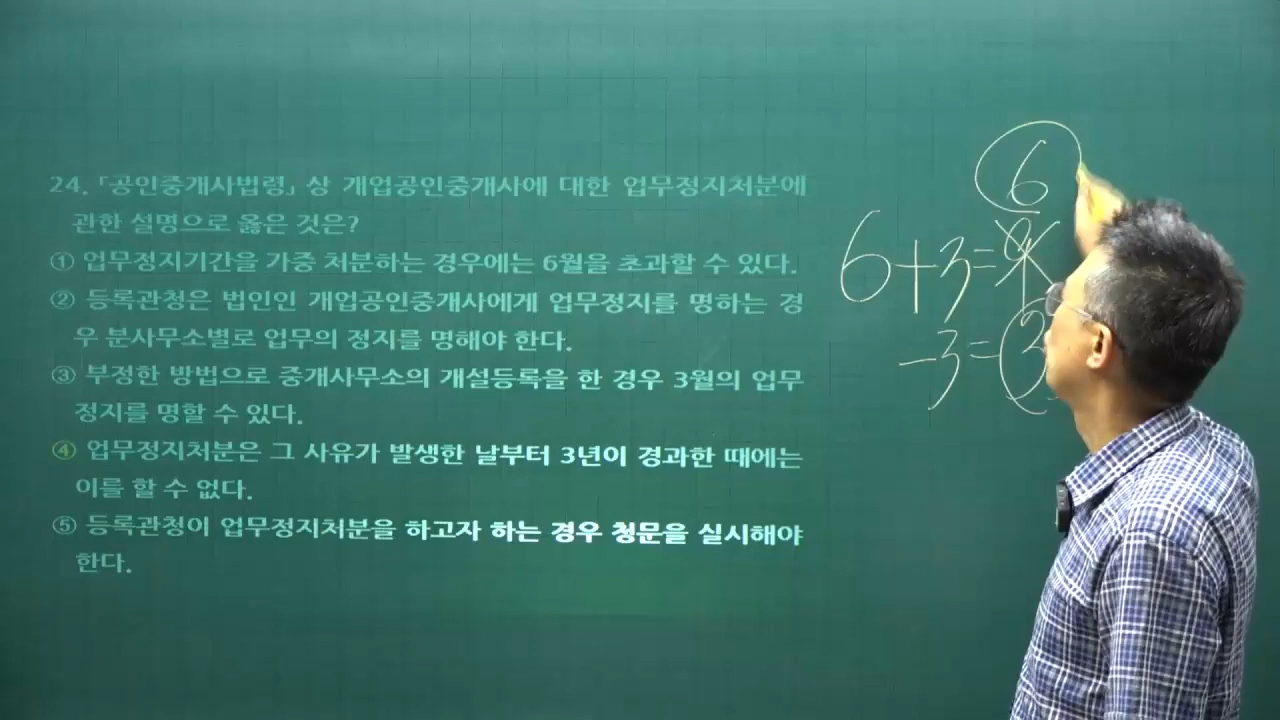 24. 「공인중개사법령」 상 개업공인중개사에 대한 업무정지처분에
관한 설명으로 옳은 것은?
① 업무정지기간을 가중 처분하는 경우에는 6월을 초과할 수 있다.
② 등록관청은 법인인 개업공인중개사에게 업무정지를 명하는 경
우 분사무소별로 업무의 정지를 명해야 한다.
③ 부정한 방법으로 중개사무소의 개설등록을 한 경우 3월의 업무
정지를 명할 수 있다.
④ 업무정지처분은 그 사유가 발생한 날부터 3년이 경과한 때에는
이를 할 수 없다.
⑤ 등록관청이 업무정지처분을 하고자 하는 경우 청문을 실시해야
한다.
6
6+3=9
-3=3